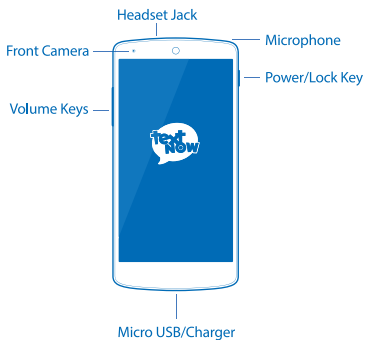 Headset Jack
Microphone
Front Camera
Power/Lock Key
Volume Keys
text
Now
Micro USB/Charger